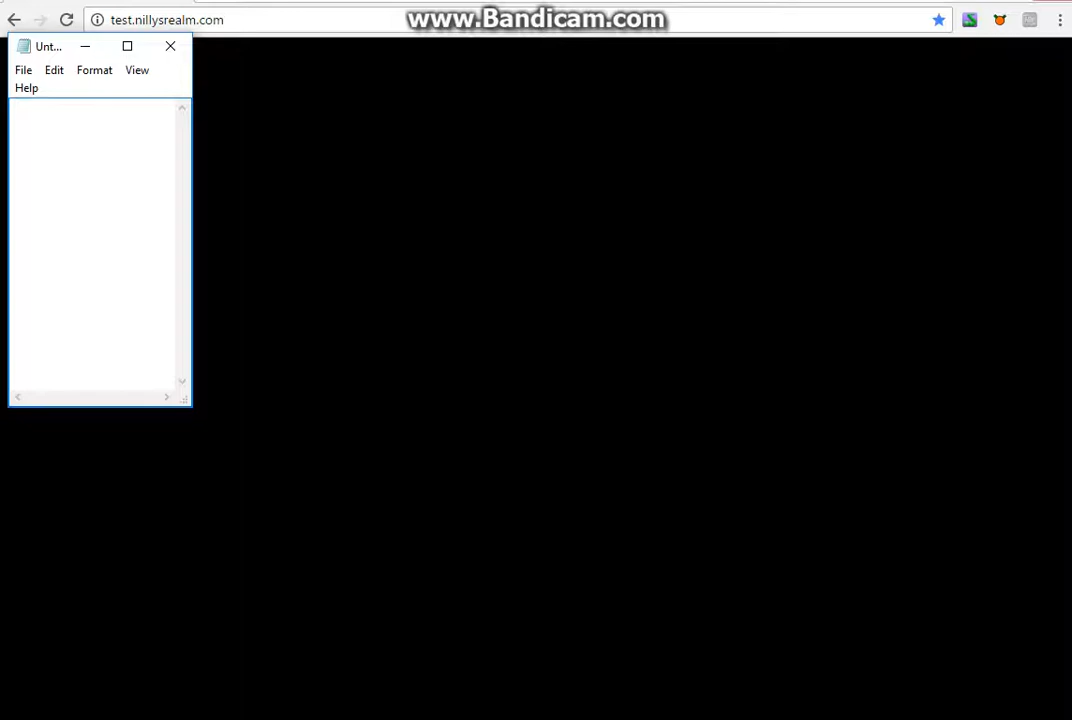 test.nillysrealm.com
www.Bandicam.com
Unt...
File Edit Format View
Help